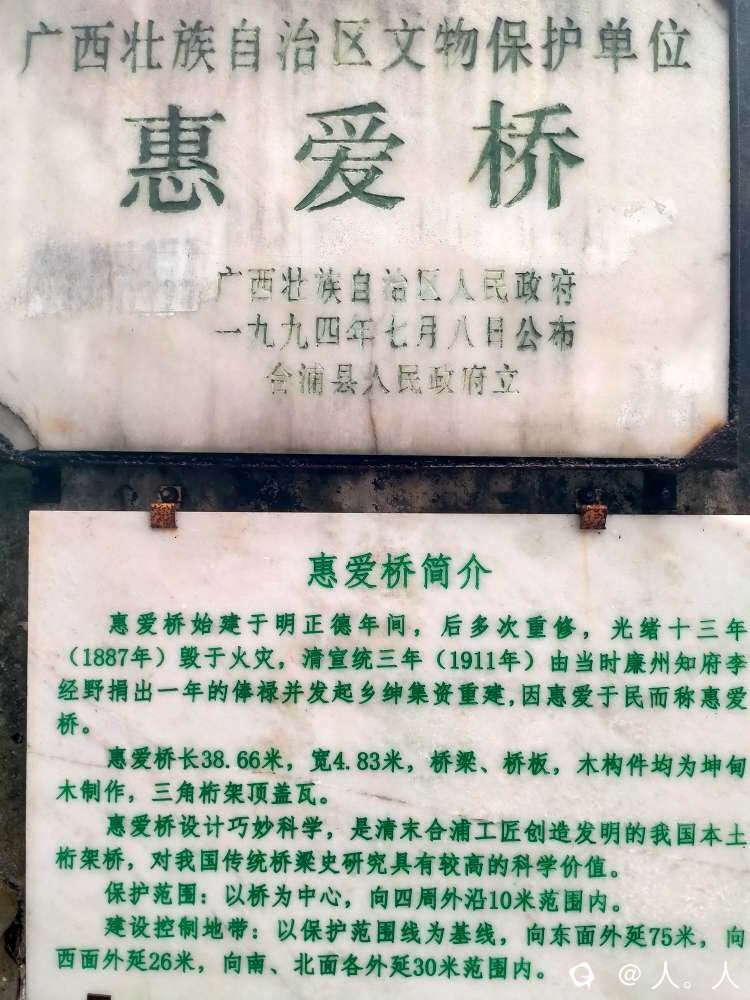 广西壮族自治区文物保护单位
惠爱桥
广西壮族自治区人民政府
一九九四年七月八日公布
合浦县人民政府立
惠爱桥简介
惠爱桥始建于明正德年间，后多次重修，光绪十三年
（1887年）毁于火灾，清宣统三年（1911年）由当时廉州知府李
经野捐出一年的俸禄并发起乡绅集资重建,因惠爱于民而称惠爱
桥。
惠爱桥长38.66米，宽4.83米，桥梁、桥板，木构件均为坤甸
木制作，三角桁架顶盖瓦。
惠爱桥设计巧妙科学，是清末合浦工匠创造发明的我国本土
桁架桥，对我国传统桥梁史研究具有较高的科学价值。
保护范围：以桥为中心，向四周外沿10米范围内。
建设控制地带：以保护范围线为基线，向东面外延75米，向
西面外延26米，向南、北面各外延30米范围内。
@人。人